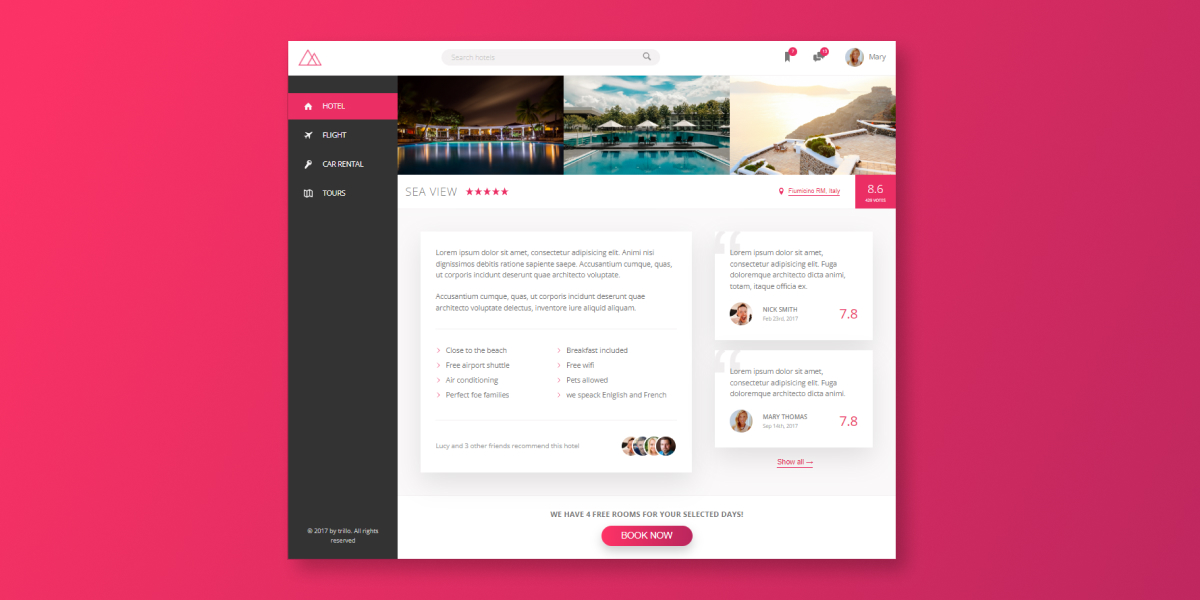 Search hotels
7
13
Mary
HOTEL
FLIGHT
CAR RENTAL
TOURS
© 2017 by trillo. All rights
reserved
SEA VIEW
Fiumicino RM, Italy
8.6
429 VOTES
Lorem ipsum dolor sit amet, consectetur adipisicing elit. Animi nisi
dignissimos debitis ratione sapiente saepe. Accusantium cumque, quas,
ut corporis incidunt deserunt quae architecto voluptate.
Accusantium cumque, quas, ut corporis incidunt deserunt quae
architecto voluptate delectus, inventore iure aliquid aliquam.
Close to the beach
Free airport shuttle
Air conditioning
Perfect foe families
Breakfast included
Free wifi
Pets allowed
we speack Eniglish and French
Lucy and 3 other friends recommend this hotel
“
Lorem ipsum dolor sit amet,
consectetur adipisicing elit. Fuga
doloremque architecto dicta animi,
totam, itaque officia ex.
NICK SMITH
Feb 23rd, 2017
7.8
“
Lorem ipsum dolor sit amet,
consectetur adipisicing elit. Fuga
doloremque architecto dicta animi.
MARY THOMAS
Sep 14th, 2017
7.8
Show all →
WE HAVE 4 FREE ROOMS FOR YOUR SELECTED DAYS!
BOOK NOW